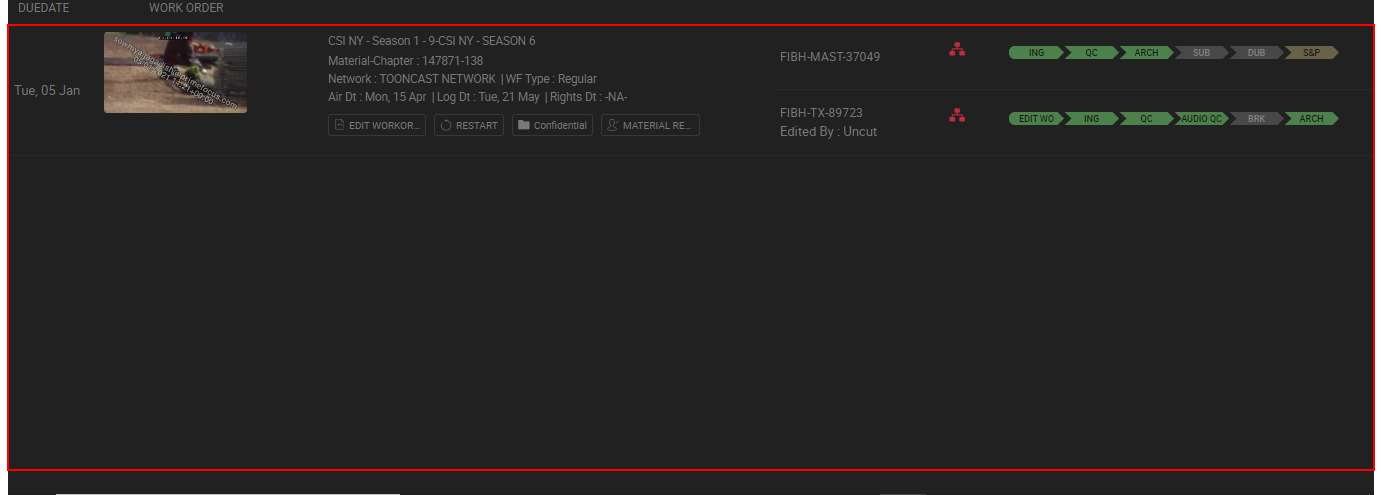 DUEDATE
WORK ORDER
Tue, 05 Jan
CSI NY - Season 1 - 9-CSI NY - SEASON 6
Material-Chapter : 147871-138
Network : TOONCAST NETWORK | WF Type : Regular
Air Dt : Mon, 15 Apr | Log Dt : Tue, 21 May | Rights Dt : -NA-
EDIT WORKOR...
RESTART
Confidential
MATERIAL RE...
FIBH-MAST-37049
ING QC ARCH SUB DUB S&P
FIBH-TX-89723
Edited By : Uncut
EDIT WO ING QC AUDIO QC BRK ARCH